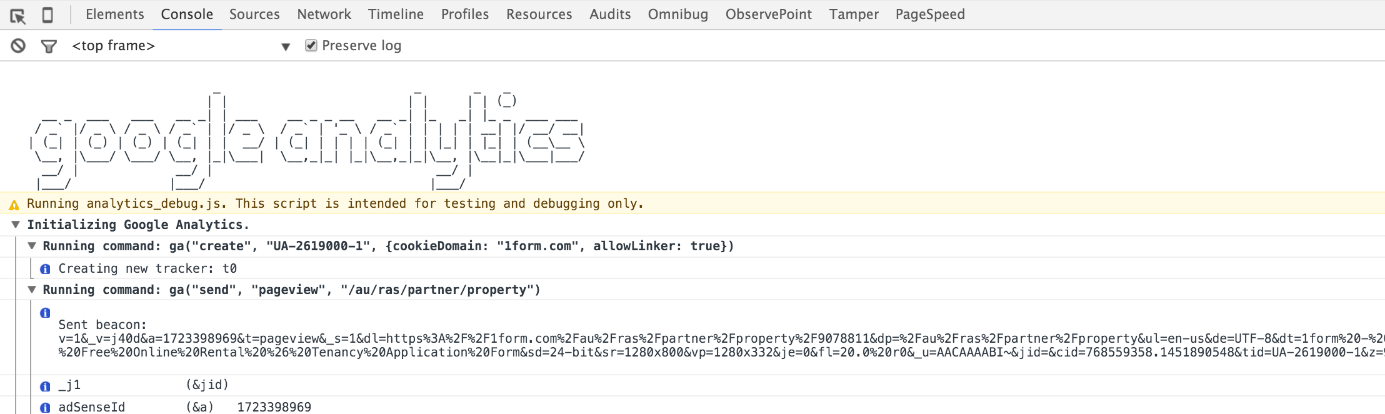 Elements Console Sources Network Timeline Profiles Resources Audits Omnibug ObservePoint Tamper PageSpeed
<top frame> ▼ Preserve log
google analytics
Running analytics_debug.js. This script is intended for testing and debugging only.
▼ Initializing Google Analytics.
▼ Running command: ga("create", "UA-2619000-1", {cookieDomain: "1form.com", allowLinker: true})
Creating new tracker: t0
▼ Running command: ga("send", "pageview", "/au/ras/partner/property")
Sent beacon:
v=1&_v=j40d&a=1723398969&t=pageview&_s=1&dl=https%3A%2F%2F1form.com%2Fau%2Fras%2Fpartner%2Fproperty%2F9078811&dp=%2Fau%2Fras%2Fpartner%2Fproperty&ul=en-us&de=UTF-8&dt=1form%20-%20
%20Free%20Online%20Rental%20%26%20Tenancy%20Application%20Form&sd=24-bit&sr=1280x800&vp=1280x332&je=0&fl=20.0%20r0&_u=AACAAAABI~&jid=&cid=768559358.1451890548&tid=UA-2619000-1&z=
_j1 (&jid)
adSenseId (&a) 1723398969